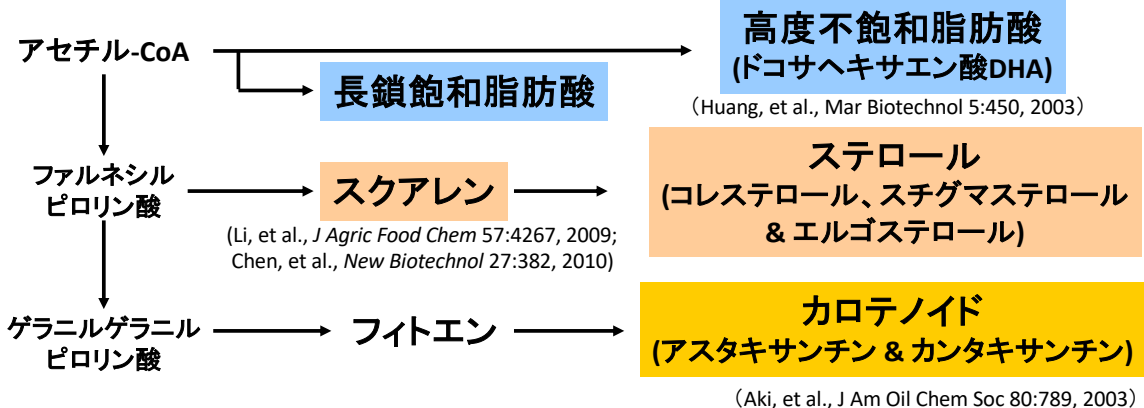 アセチル-CoA
高度不飽和脂肪酸
(ドコサヘキサエン酸DHA)
長鎖飽和脂肪酸
（Huang, et al., Mar Biotechnol 5:450, 2003）
ファルネシル
ピロリン酸
スクアレン
ステロール
(コレステロール、スチグマステロール
& エルゴステロール)
(Li, et al., J Agric Food Chem 57:4267, 2009;
Chen, et al., New Biotechnol 27:382, 2010)
ゲラニルゲラニル
ピロリン酸
フィトエン
カロテノイド
(アスタキサンチン & カンタキサンチン)
（Aki, et al., J Am Oil Chem Soc 80:789, 2003）